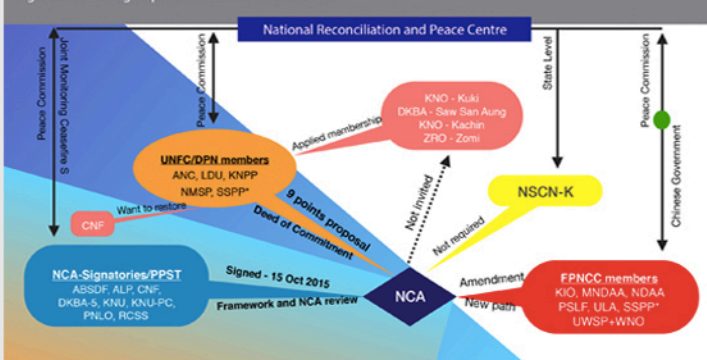 National Reconciliation and Peace Centre
Peace Commission
Joint Monitoring Ceasefire S
Peace Commission
State Level
Peace Commission
Chinese Government
KNO - Kuki
DKBA - Saw San Aung
KNO - Kachin
ZRO - Zomi
Applied membership
UNFC/DPN members
ANC, LDU, KNPP
NMSP, SSPP*
Want to restore
CNF
9 points proposal
Deed of Commitment
Not invited
Not required
NSCN-K
NCA-Signatories/PPST
ABSDF, ALP, CNF,
DKBA-5, KNU, KNU-PC,
PNLO, RCSS
Signed - 15 Oct 2015
Framework and NCA review
NCA
Amendment
New path
FPNCC members
KIO, MNDAA, NDAA
PSLF, ULA, SSPP*
UWSP+WNO